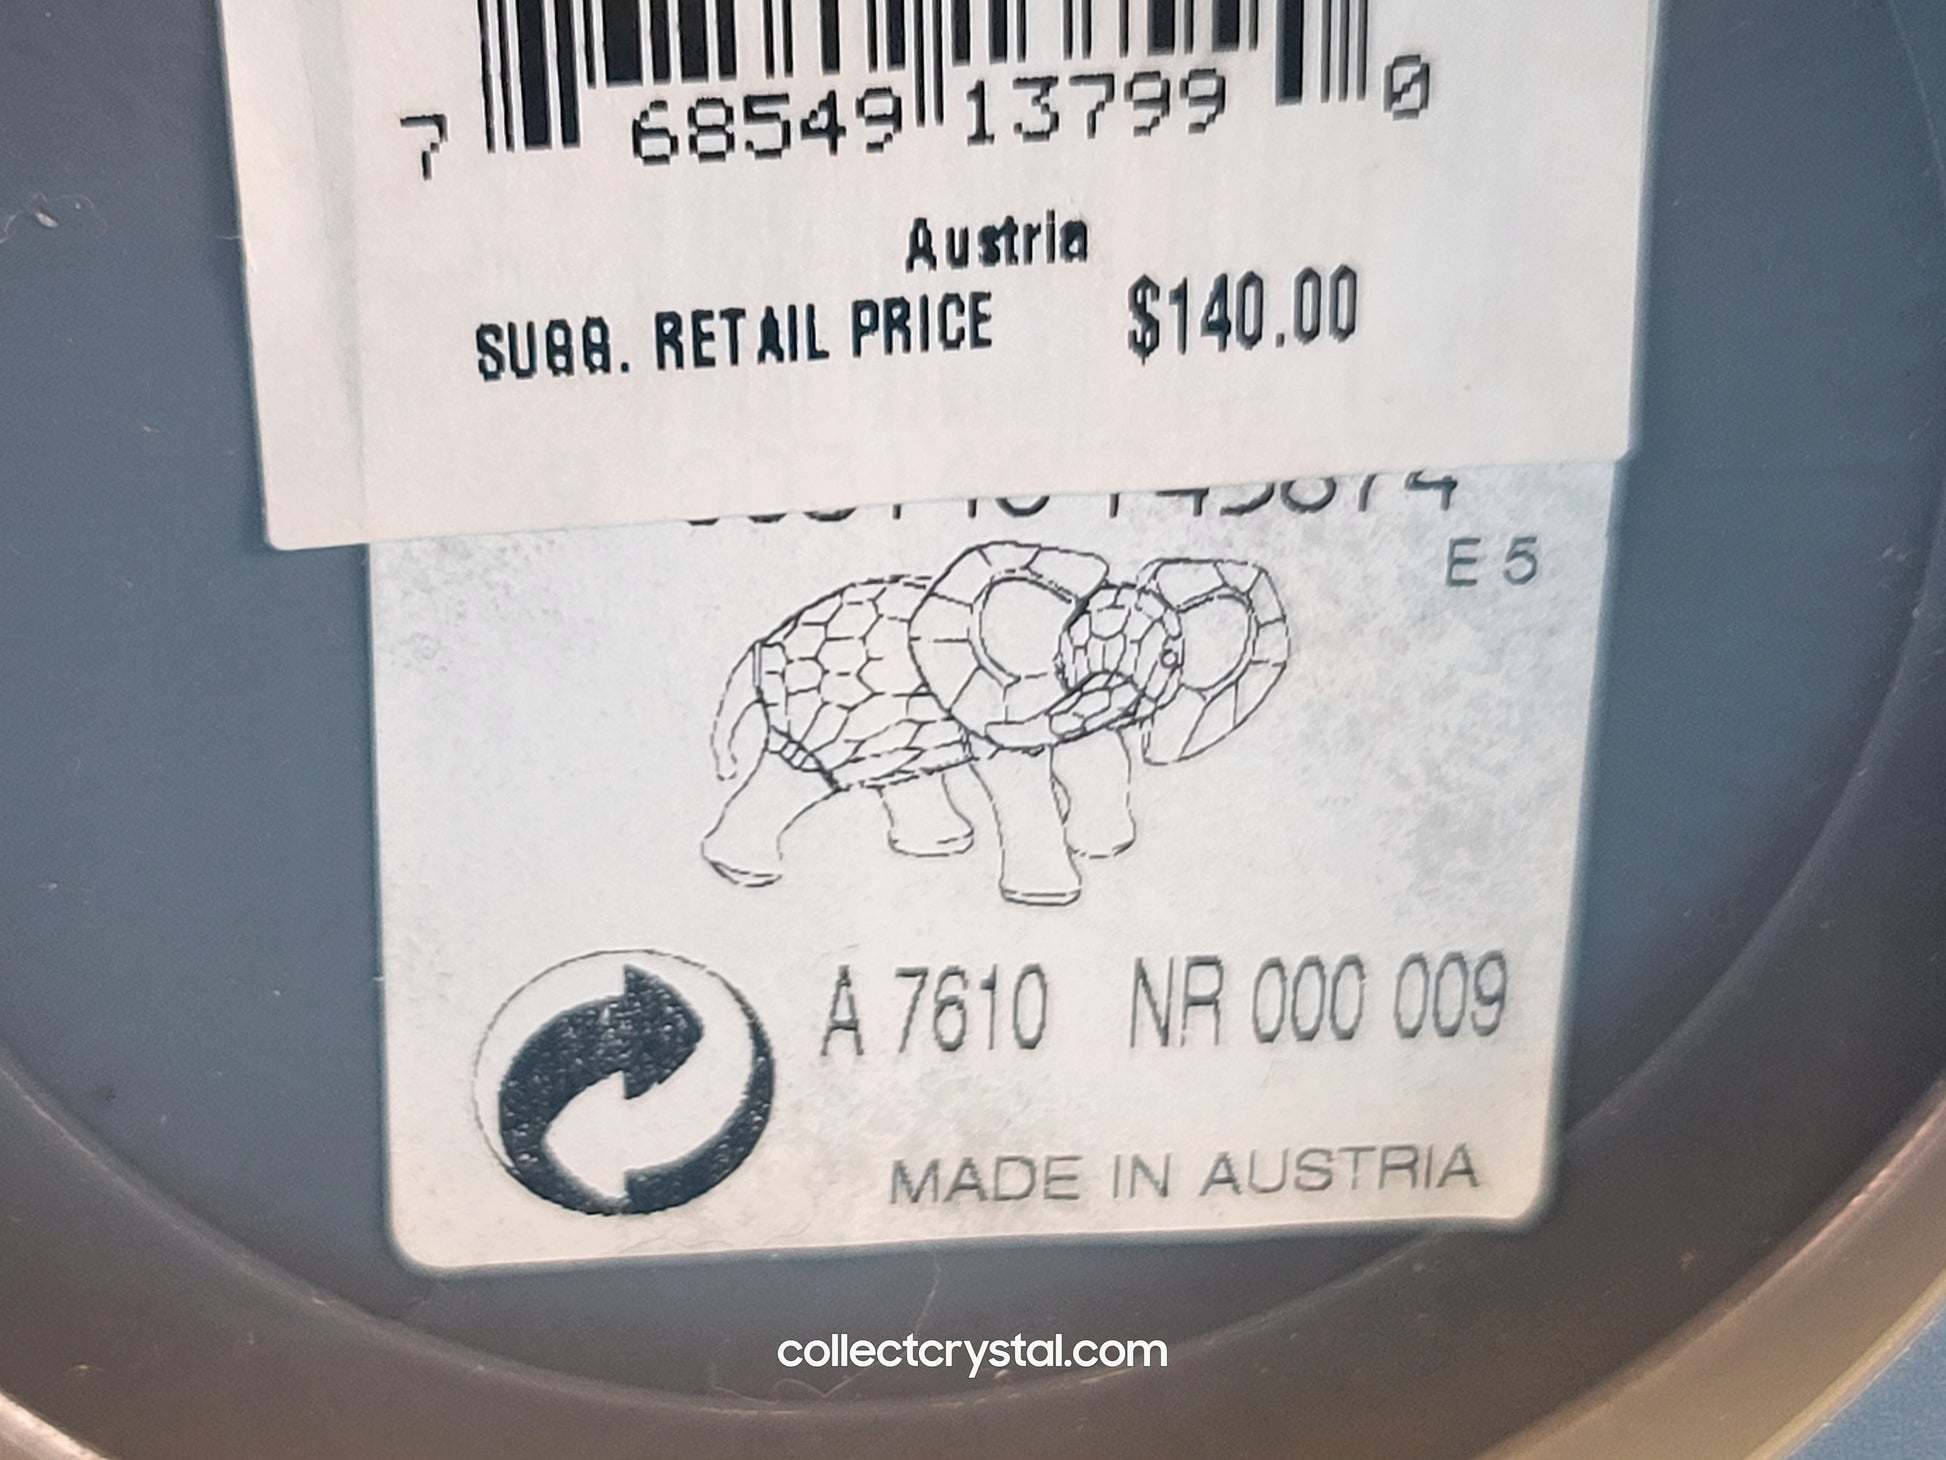 7 68549 13799 0
Austria
SUGG. RETAIL PRICE $140.00
E 5
A 7610 NR 000 009
MADE IN AUSTRIA
collectcrystal.com